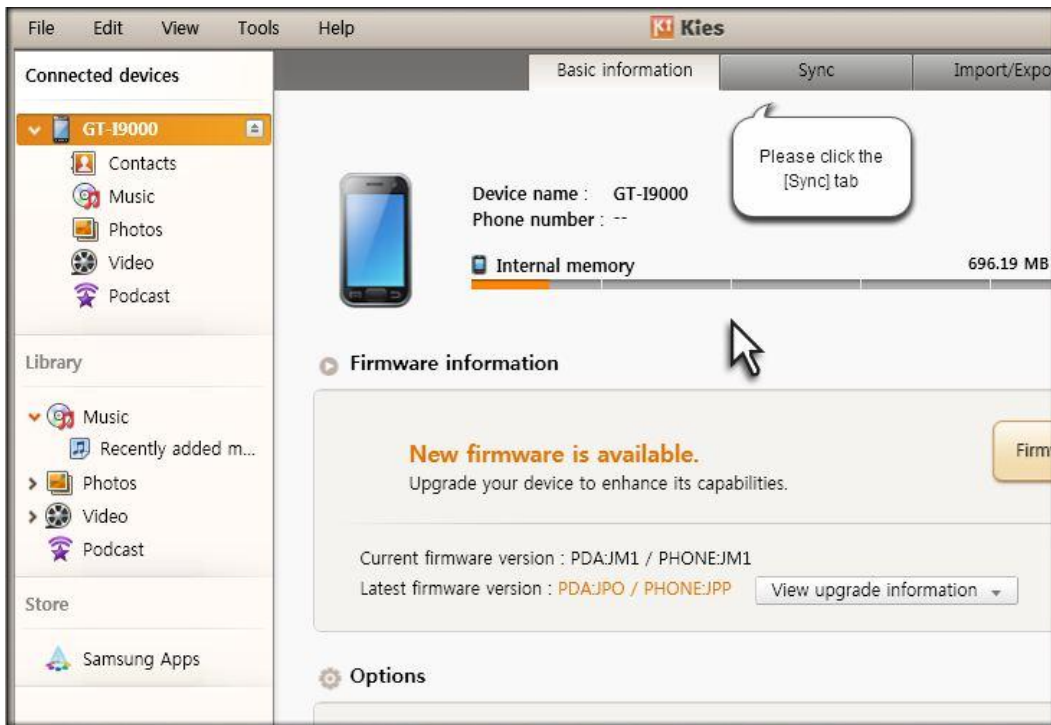 File Edit View Tools Help
Kies
Connected devices
Basic information Sync Import/Expo
GT-I9000
Contacts
Music
Photos
Video
Podcast
Please click the
[Sync] tab
Device name : GT-I9000
Phone number : --
Internal memory 696.19 MB
Library
Music
Recently added m...
Photos
Video
Podcast
Store
Samsung Apps
Firmware information
New firmware is available.
Upgrade your device to enhance its capabilities.
Firm
Current firmware version : PDA:JM1 / PHONE:JM1
Latest firmware version : PDA:JPO / PHONE:JPP View upgrade information
Options